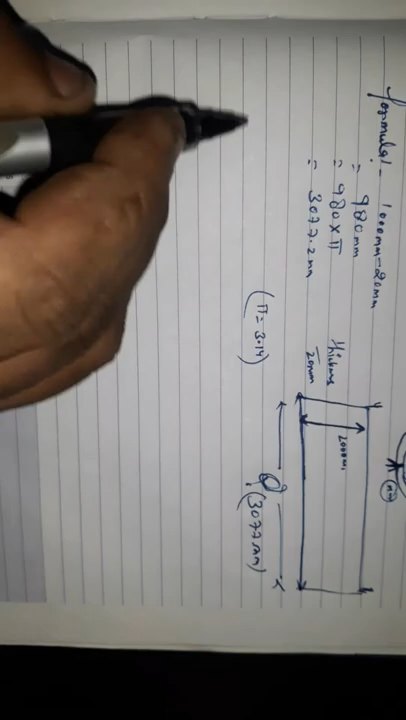 Formula:- 1000mm-20mm
= 980mm
= 980×π
= 3077.2mm
(π = 3.14)
Thickness
20mm
2000mm
(3077mm)